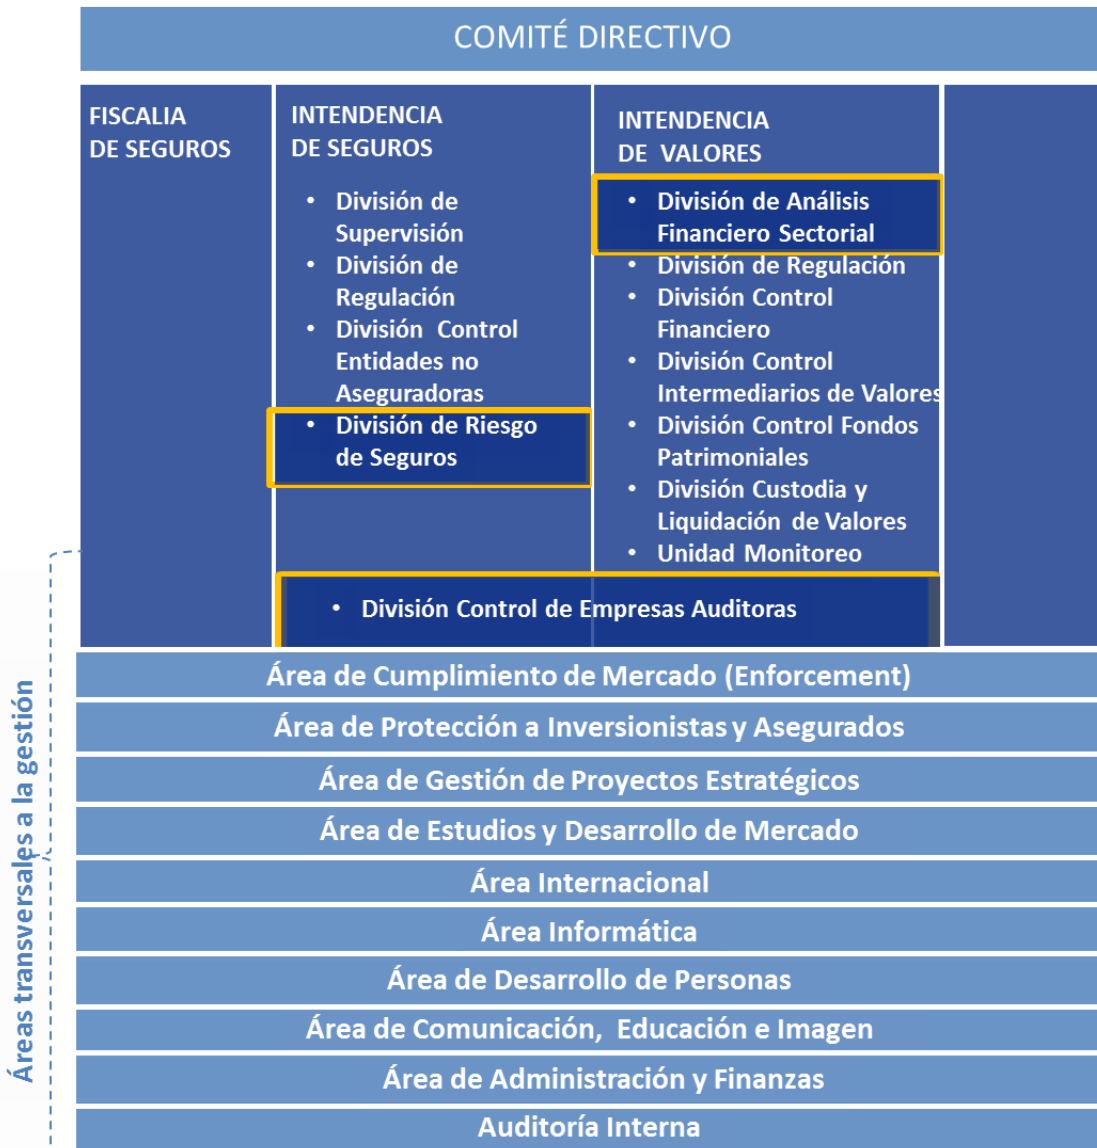 COMITÉ DIRECTIVO
FISCALIA
DE SEGUROS
INTENDENCIA
DE SEGUROS
• División de
Supervisión
• División de
Regulación
• División Control
Entidades no
Aseguradoras
• División de Riesgo
de Seguros
INTENDENCIA
DE VALORES
• División de Análisis
Financiero Sectorial
• División de Regulación
• División Control
Financiero
• División Control
Intermediarios de Valores
• División Control Fondos
Patrimoniales
• División Custodia y
Liquidación de Valores
• Unidad Monitoreo
• División Control de Empresas Auditoras
Áreas transversales a la gestión
Área de Cumplimiento de Mercado (Enforcement)
Área de Protección a Inversionistas y Asegurados
Área de Gestión de Proyectos Estratégicos
Área de Estudios y Desarrollo de Mercado
Área Internacional
Área Informática
Área de Desarrollo de Personas
Área de Comunicación, Educación e Imagen
Área de Administración y Finanzas
Auditoría Interna